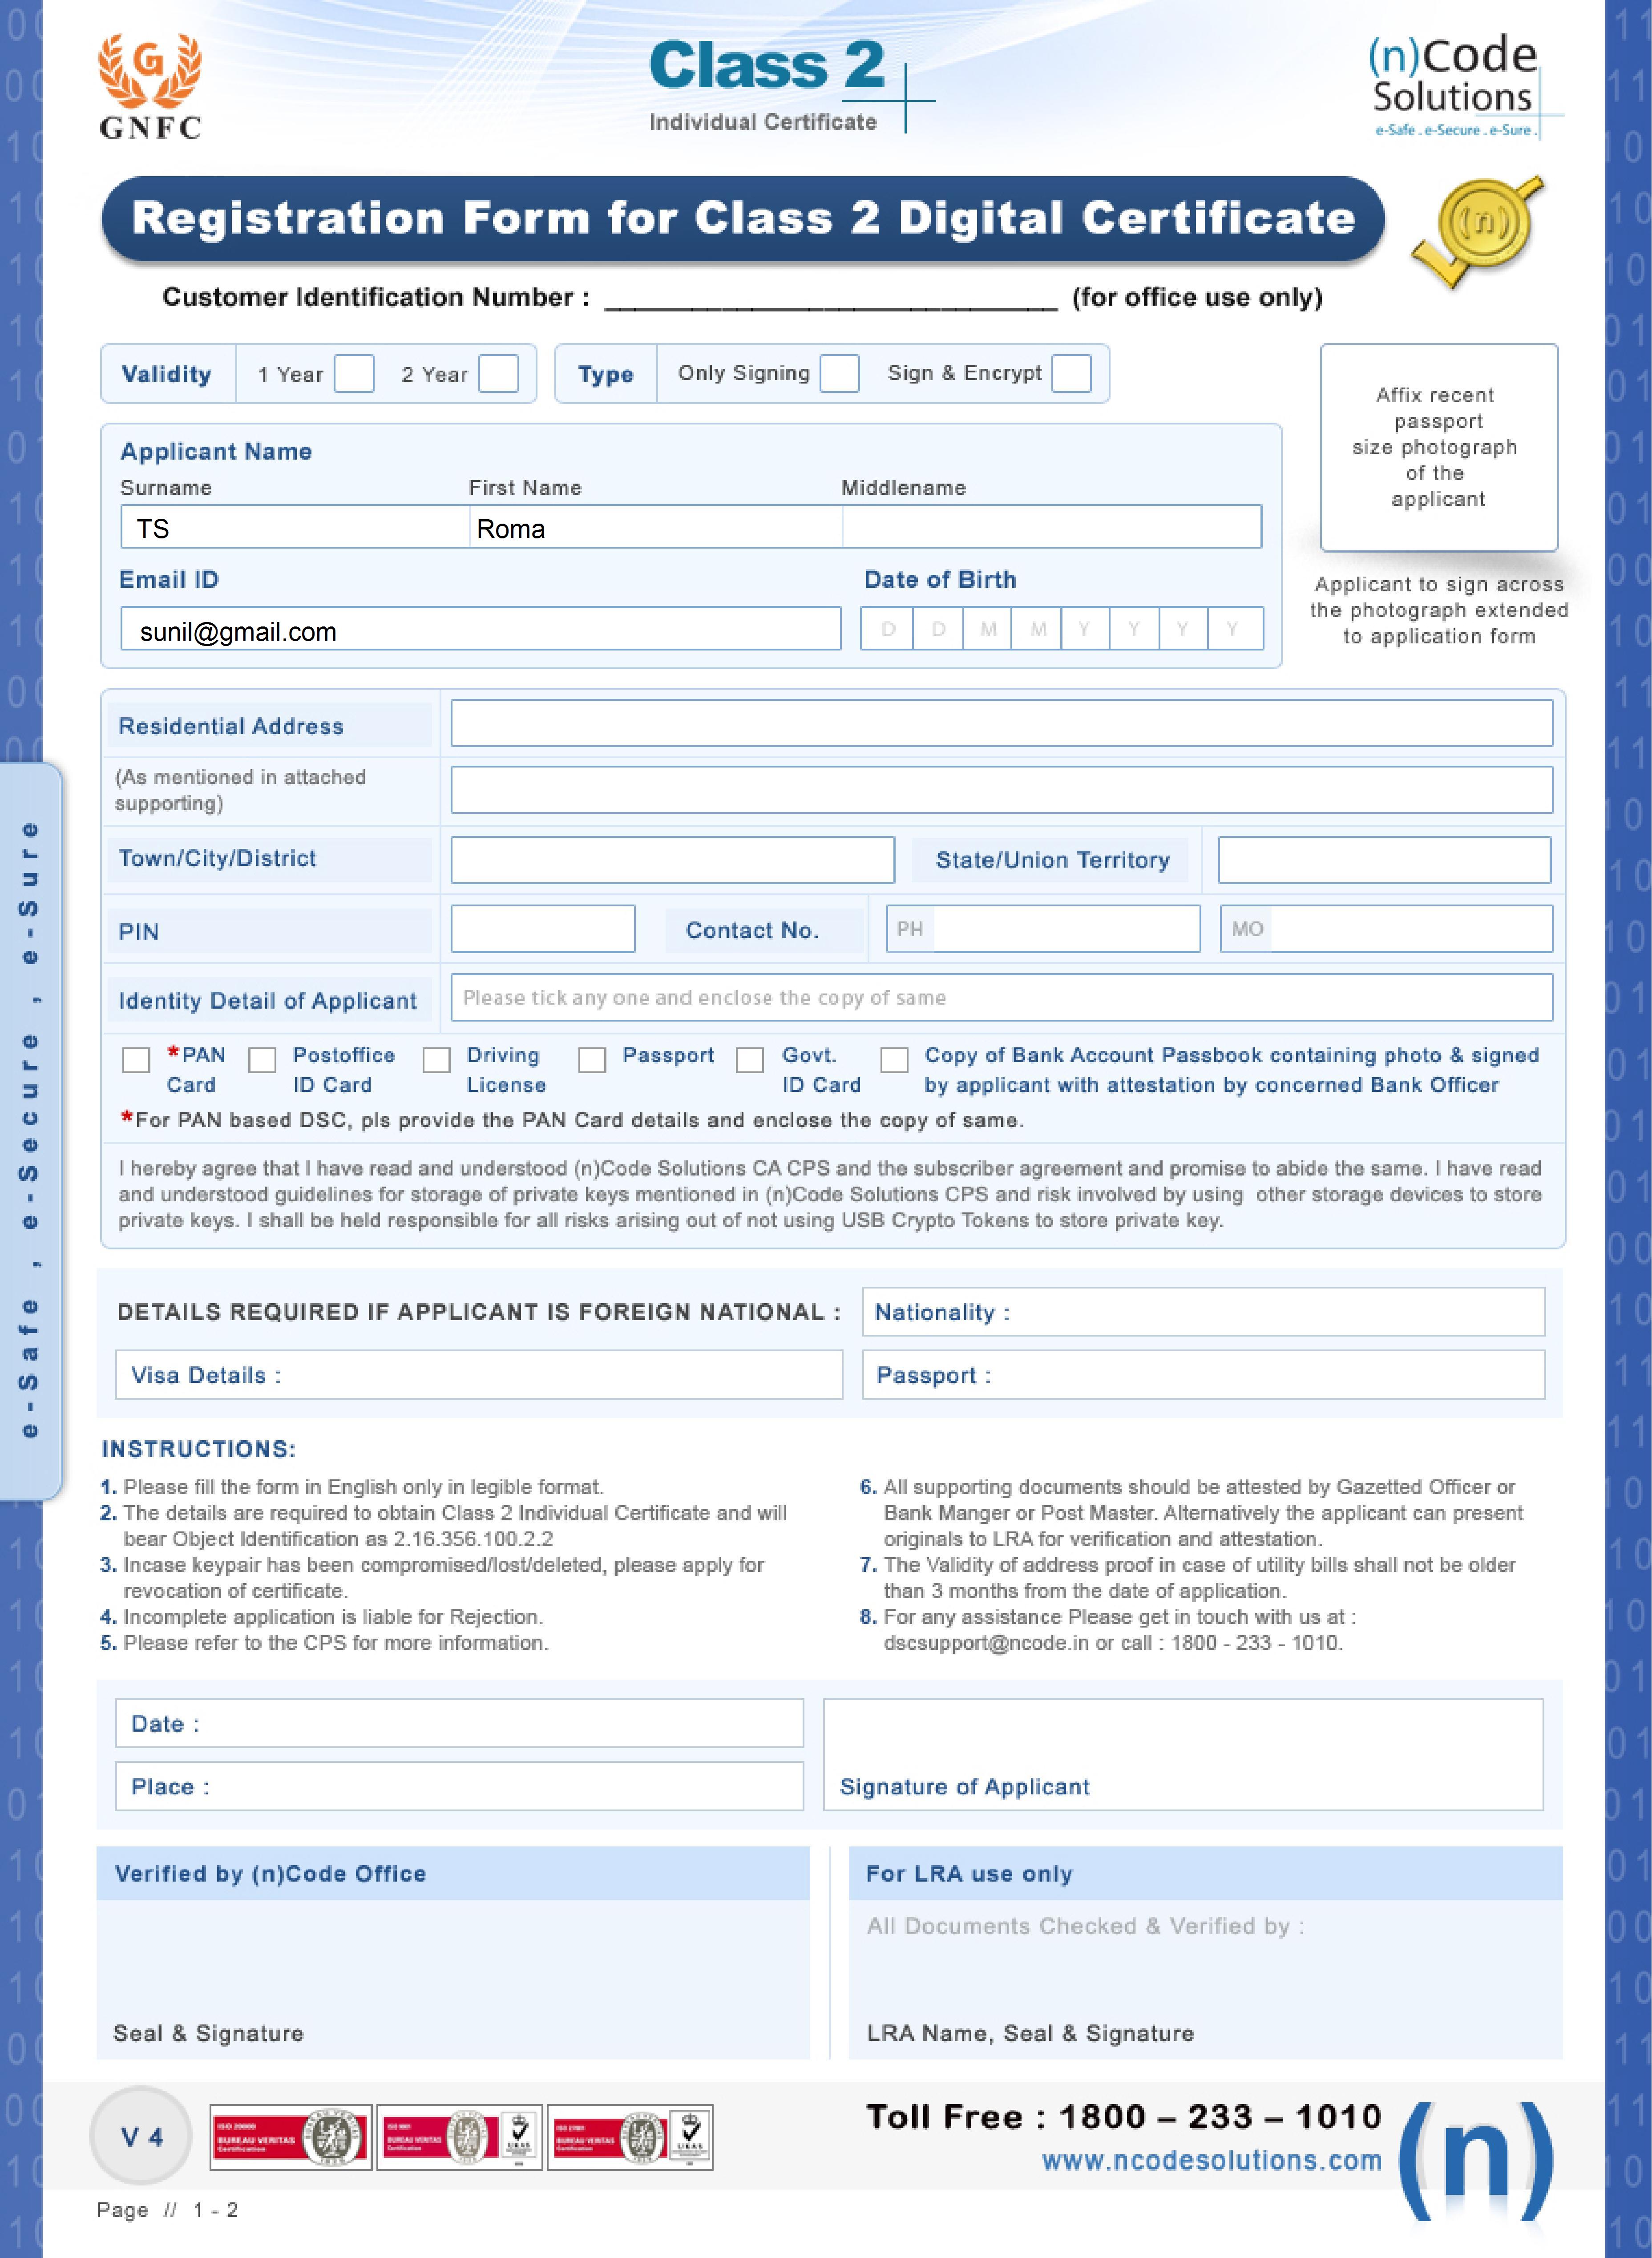 GNFC
Class 2
Individual Certificate
(n)Code
Solutions
e-Safe . e-Secure . e-Sure .
Registration Form for Class 2 Digital Certificate
(n)
Customer Identification Number : ______________________________ (for office use only)
Validity 1 Year 2 Year Type Only Signing Sign & Encrypt
Affix recent
passport
size photograph
of the
applicant
Applicant to sign across
the photograph extended
to application form
Applicant Name
Surname First Name Middlename
TS Roma
Email ID Date of Birth
sunil@gmail.com D D M M Y Y Y Y
Residential Address
(As mentioned in attached
supporting)
Town/City/District State/Union Territory
PIN Contact No. PH MO
Identity Detail of Applicant Please tick any one and enclose the copy of same
*PAN Card Postoffice ID Card Driving License Passport Govt. ID Card Copy of Bank Account Passbook containing photo & signed
by applicant with attestation by concerned Bank Officer
*For PAN based DSC, pls provide the PAN Card details and enclose the copy of same.
I hereby agree that I have read and understood (n)Code Solutions CA CPS and the subscriber agreement and promise to abide the same. I have read
and understood guidelines for storage of private keys mentioned in (n)Code Solutions CPS and risk involved by using other storage devices to store
private keys. I shall be held responsible for all risks arising out of not using USB Crypto Tokens to store private key.
e-Safe , e-Secure , e-Sure
DETAILS REQUIRED IF APPLICANT IS FOREIGN NATIONAL : Nationality :
Visa Details : Passport :
INSTRUCTIONS:
1. Please fill the form in English only in legible format.
2. The details are required to obtain Class 2 Individual Certificate and will
bear Object Identification as 2.16.356.100.2.2
3. Incase keypair has been compromised/lost/deleted, please apply for
revocation of certificate.
4. Incomplete application is liable for Rejection.
5. Please refer to the CPS for more information.
6. All supporting documents should be attested by Gazetted Officer or
Bank Manger or Post Master. Alternatively the applicant can present
originals to LRA for verification and attestation.
7. The Validity of address proof in case of utility bills shall not be older
than 3 months from the date of application.
8. For any assistance Please get in touch with us at :
dscsupport@ncode.in or call : 1800 - 233 - 1010.
Date :
Place :
Signature of Applicant
Verified by (n)Code Office
Seal & Signature
For LRA use only
All Documents Checked & Verified by :
LRA Name, Seal & Signature
V 4
ISO 20000
BUREAU VERITAS
Certification
ISO 9001
BUREAU VERITAS
Certification
UKAS
ISO 27001
BUREAU VERITAS
Certification
UKAS
Toll Free : 1800 – 233 – 1010
www.ncodesolutions.com
(n)
Page // 1 - 2